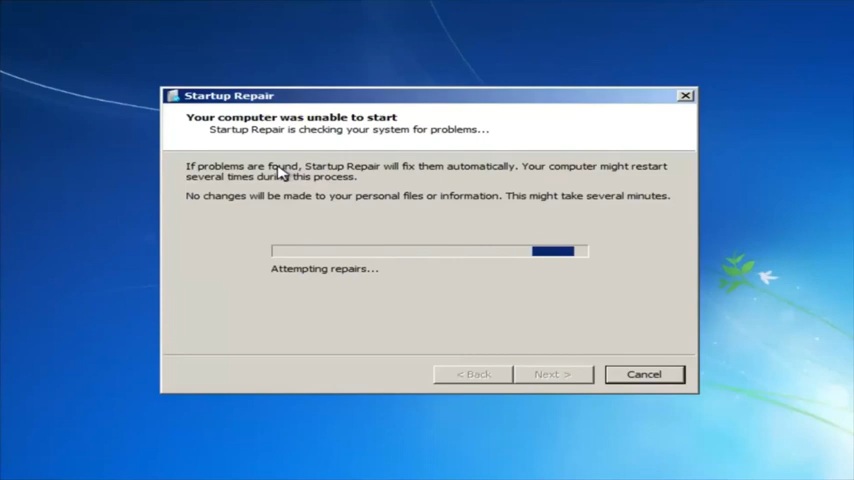 Startup Repair
Your computer was unable to start
Startup Repair is checking your system for problems...
If problems are found, Startup Repair will fix them automatically. Your computer might restart
several times during this process.
No changes will be made to your personal files or information. This might take several minutes.
Attempting repairs...
< Back
Next >
Cancel